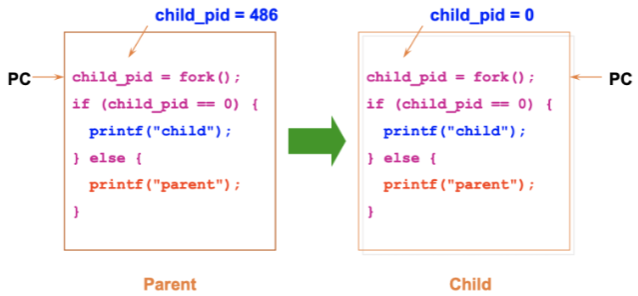 child_pid = 486
PC
child_pid = fork();
if (child_pid == 0) {
printf("child");
} else {
printf("parent");
}
Parent
child_pid = 0
PC
child_pid = fork();
if (child_pid == 0) {
printf("child");
} else {
printf("parent");
}
Child